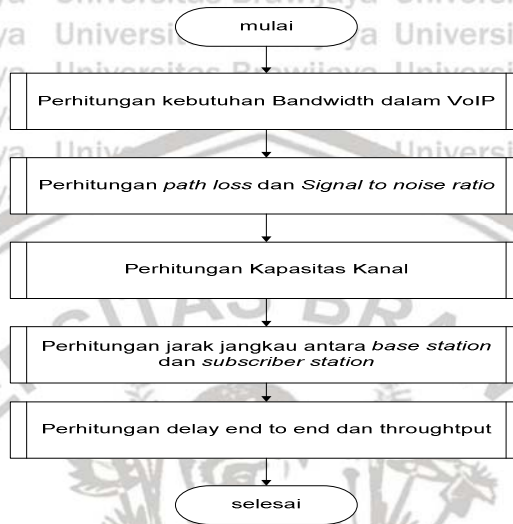 mulai
Perhitungan kebutuhan Bandwidth dalam VoIP
Perhitungan path loss dan Signal to noise ratio
Perhitungan Kapasitas Kanal
Perhitungan jarak jangkau antara base station
dan subscriber station
Perhitungan delay end to end dan throughtput
selesai